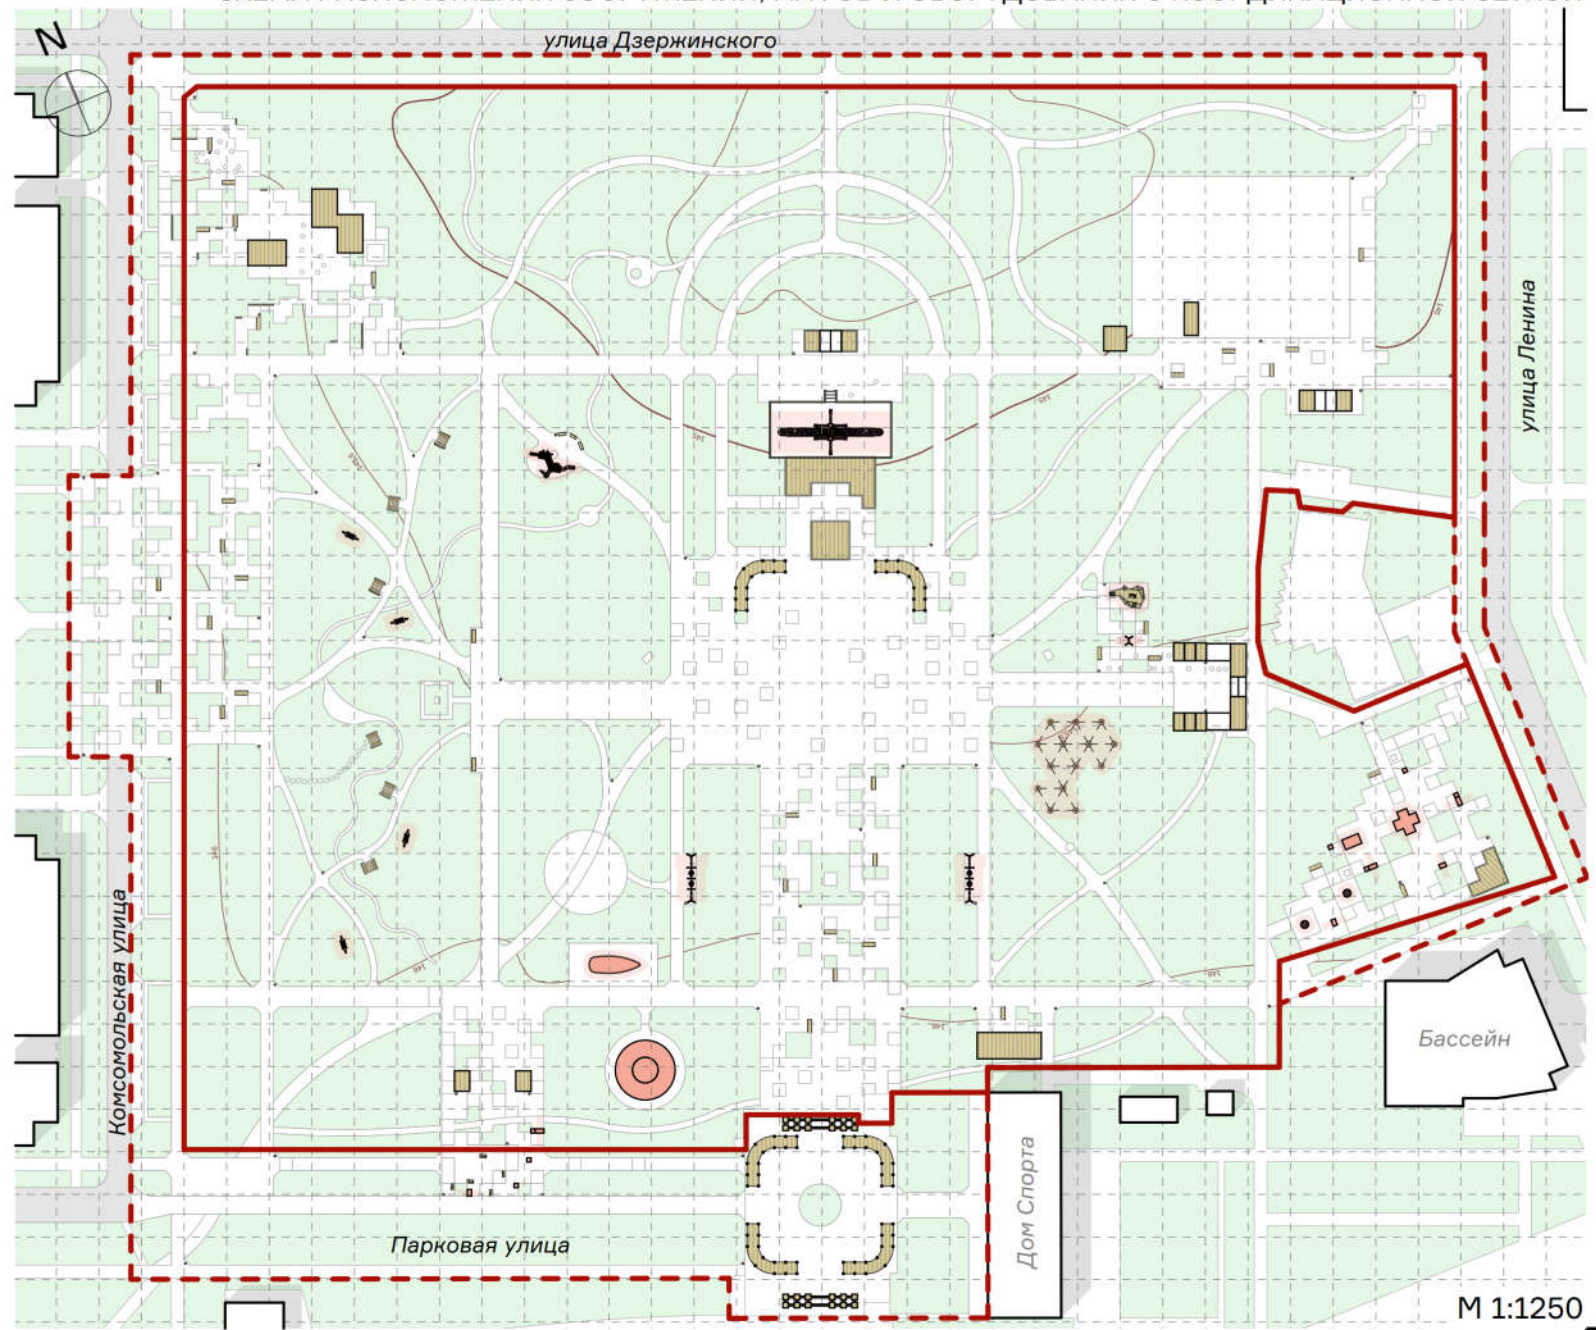 N
улица Дзержинского
улица Ленина
Комсомольская улица
Бассейн
Дом Спорта
Парковая улица
М 1:1250